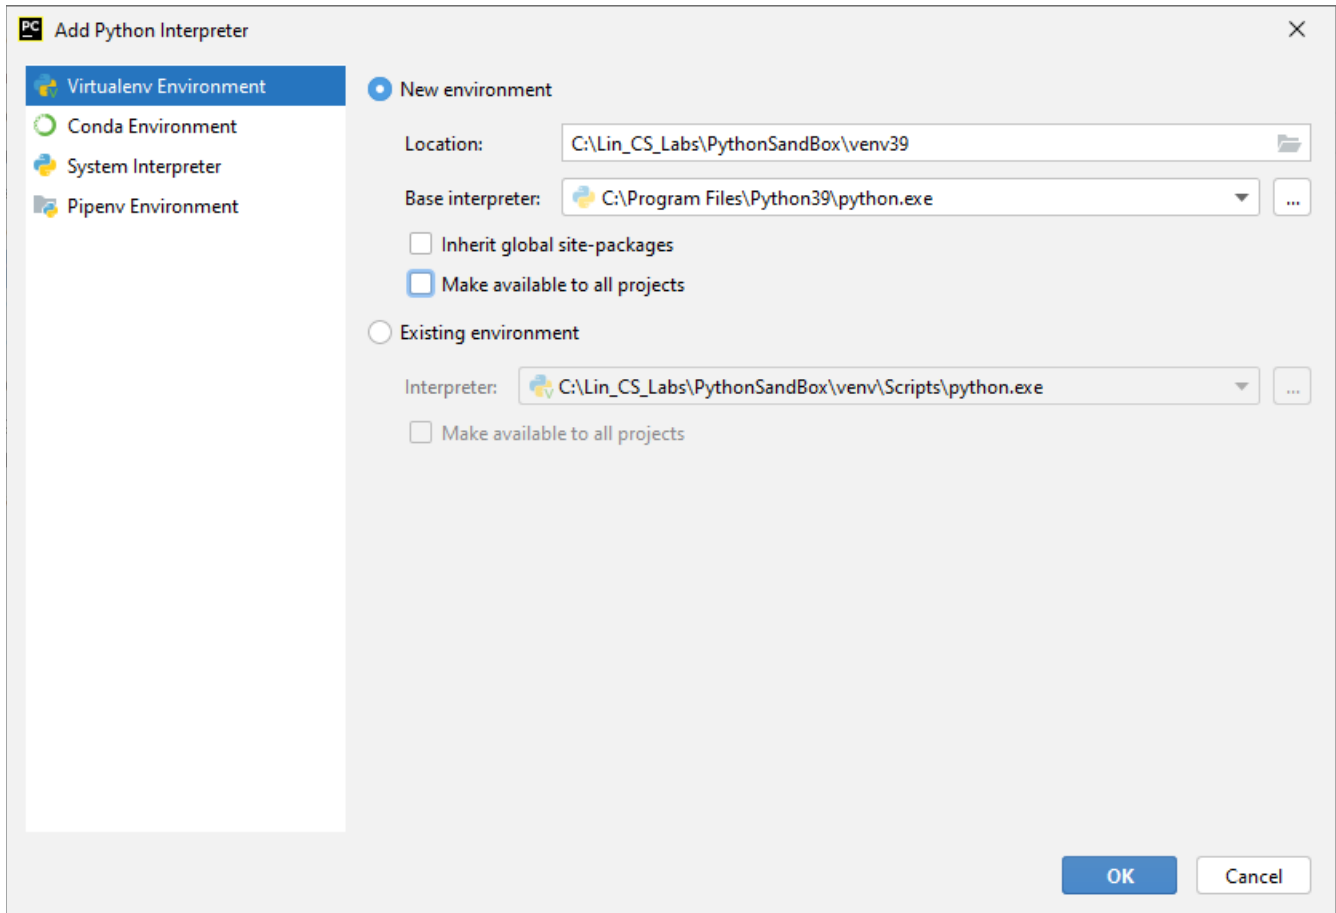 PC Add Python Interpreter
Virtualenv Environment
Conda Environment
System Interpreter
Pipenv Environment
New environment
Location: C:\Lin_CS_Labs\PythonSandBox\venv39
Base interpreter: C:\Program Files\Python39\python.exe ...
Inherit global site-packages
Make available to all projects
Existing environment
Interpreter: C:\Lin_CS_Labs\PythonSandBox\venv\Scripts\python.exe ...
Make available to all projects
OK Cancel